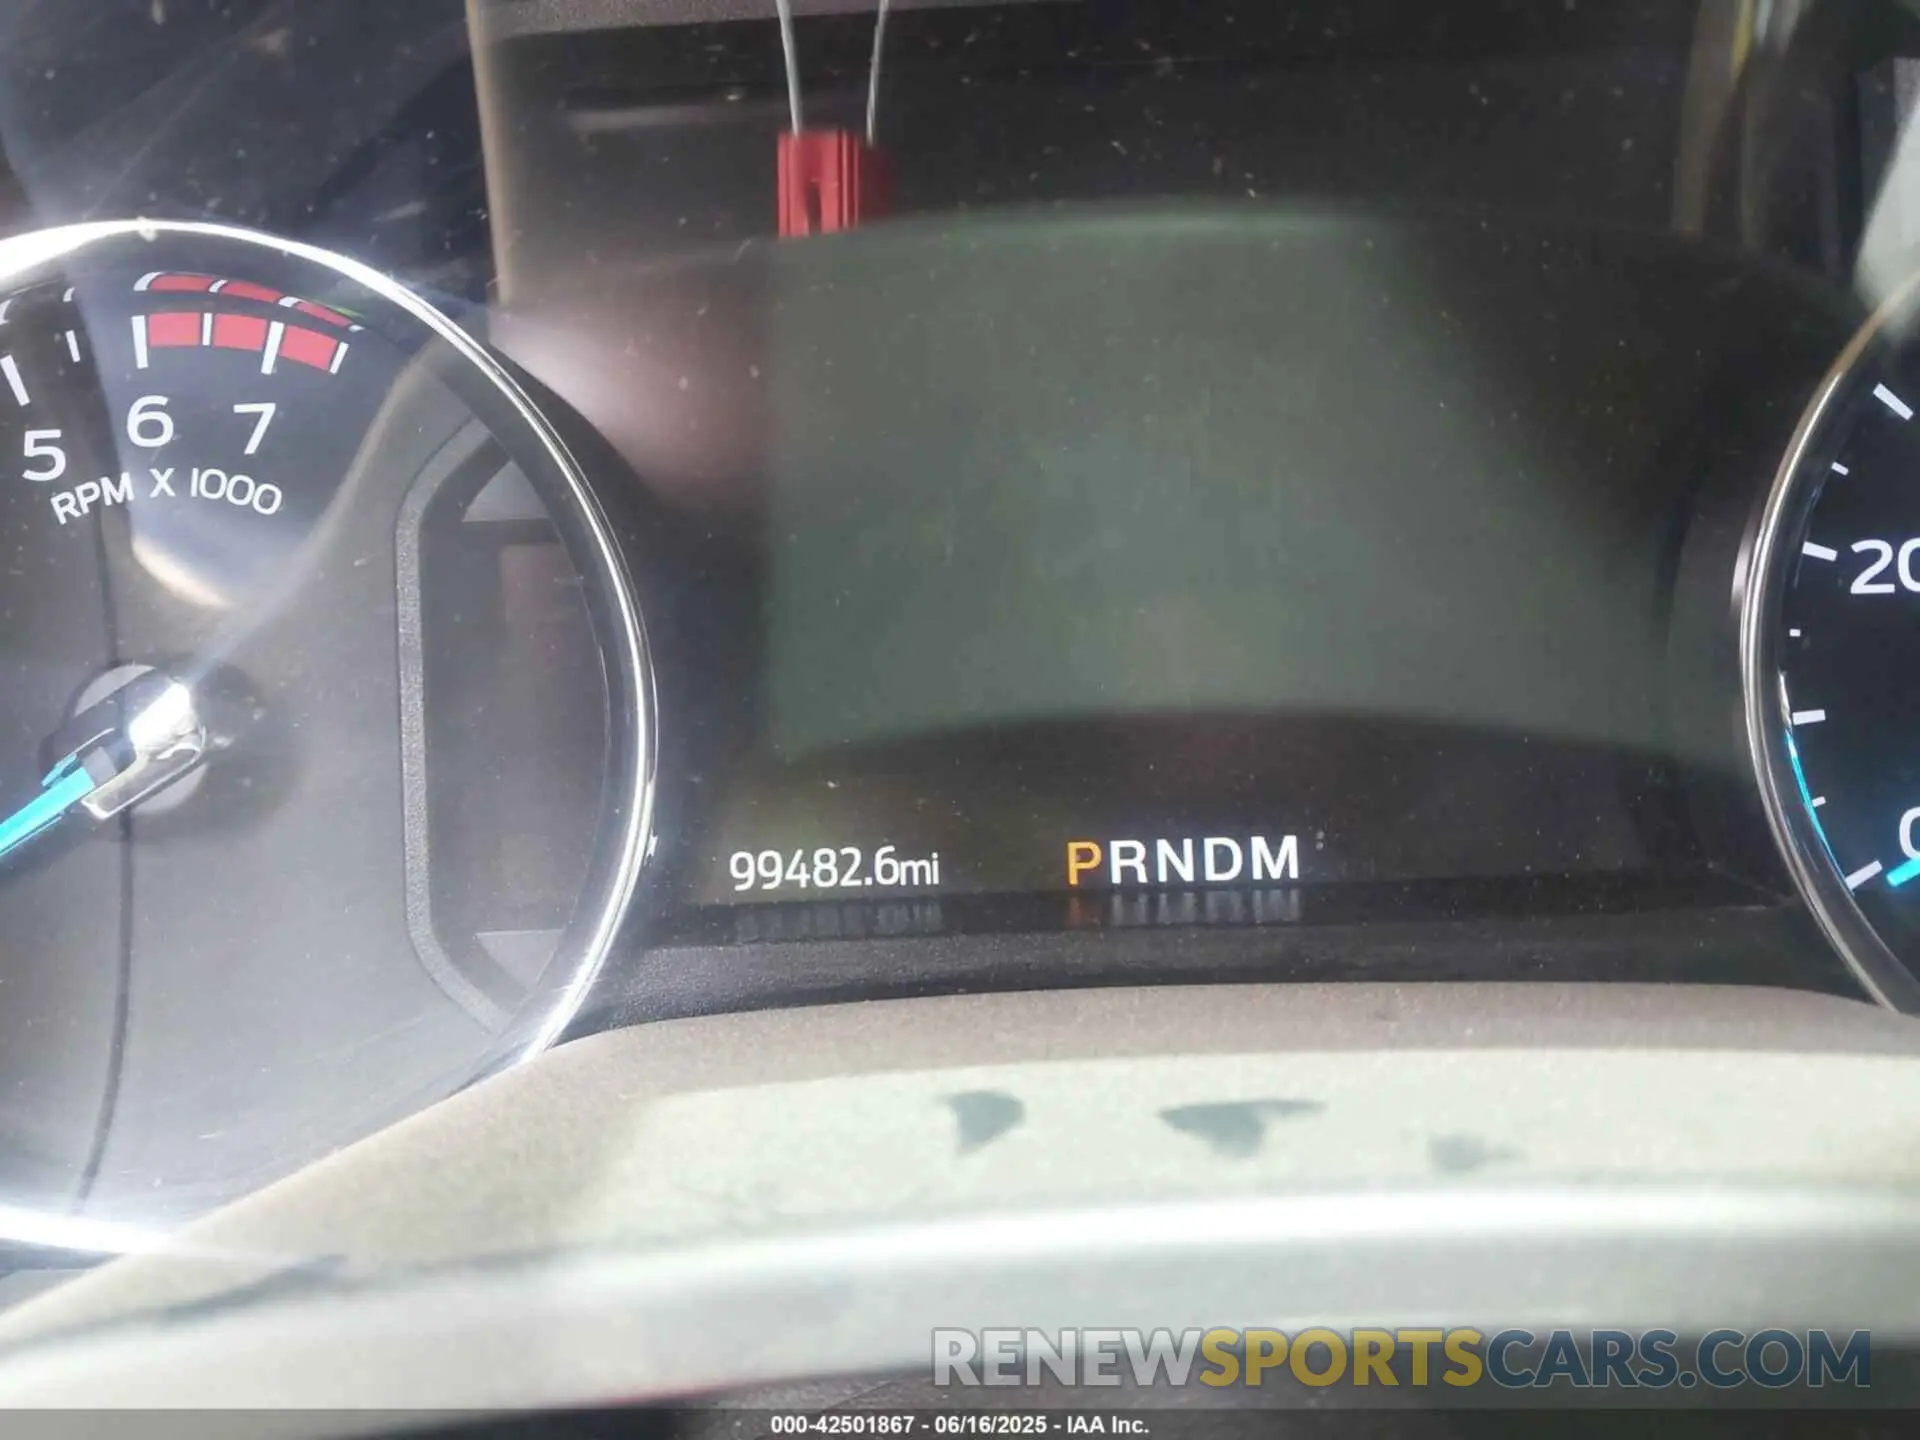 5 6 7
RPM X 1000
20
0
99482.6mi PRNDM
RENEWSPORTSCARS.COM
000-42501867 - 06/16/2025 - IAA Inc.